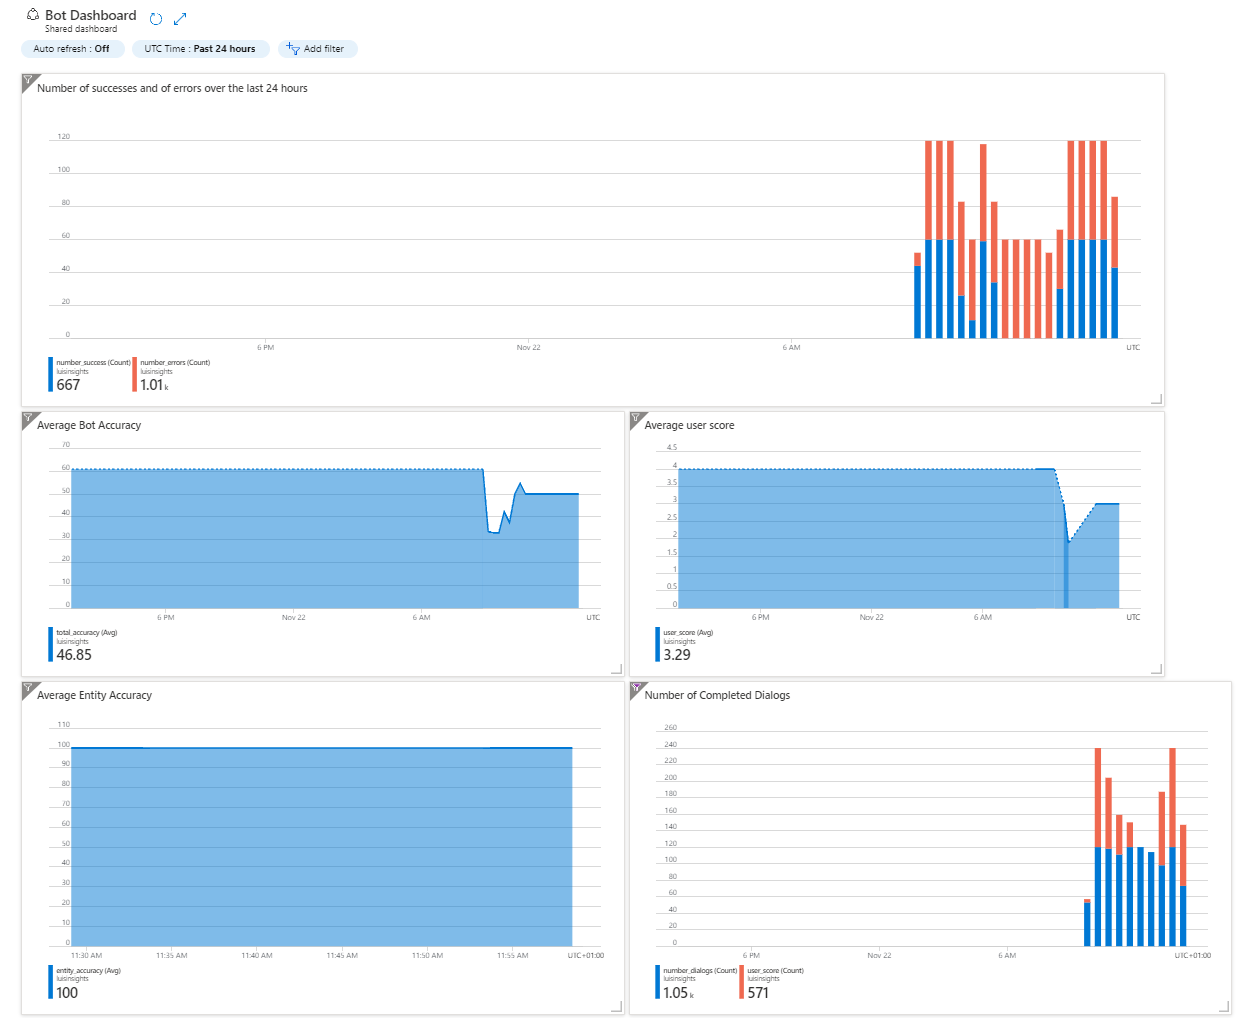 Bot Dashboard
Shared dashboard
Auto refresh : Off
UTC Time : Past 24 hours
Add filter
Number of successes and of errors over the last 24 hours
120
100
80
60
40
20
0
6 PM
Nov 22
6 AM
UTC
number_success (Count)
luisinsights
667
number_errors (Count)
luisinsights
1.01 k
Average Bot Accuracy
70
60
50
40
30
20
10
0
6 PM
Nov 22
6 AM
UTC
total_accuracy (Avg)
luisinsights
46.85
Average user score
4.5
4
3.5
3
2.5
2
1.5
1
0.5
0
6 PM
Nov 22
6 AM
UTC
user_score (Avg)
luisinsights
3.29
Average Entity Accuracy
110
100
90
80
70
60
50
40
30
20
10
0
11:30 AM
11:35 AM
11:40 AM
11:45 AM
11:50 AM
11:55 AM
UTC+01:00
entity_accuracy (Avg)
luisinsights
100
Number of Completed Dialogs
260
240
220
200
180
160
140
120
100
80
60
40
20
0
6 PM
Nov 22
6 AM
UTC+01:00
number_dialogs (Count)
luisinsights
1.05 k
user_score (Count)
luisinsights
571